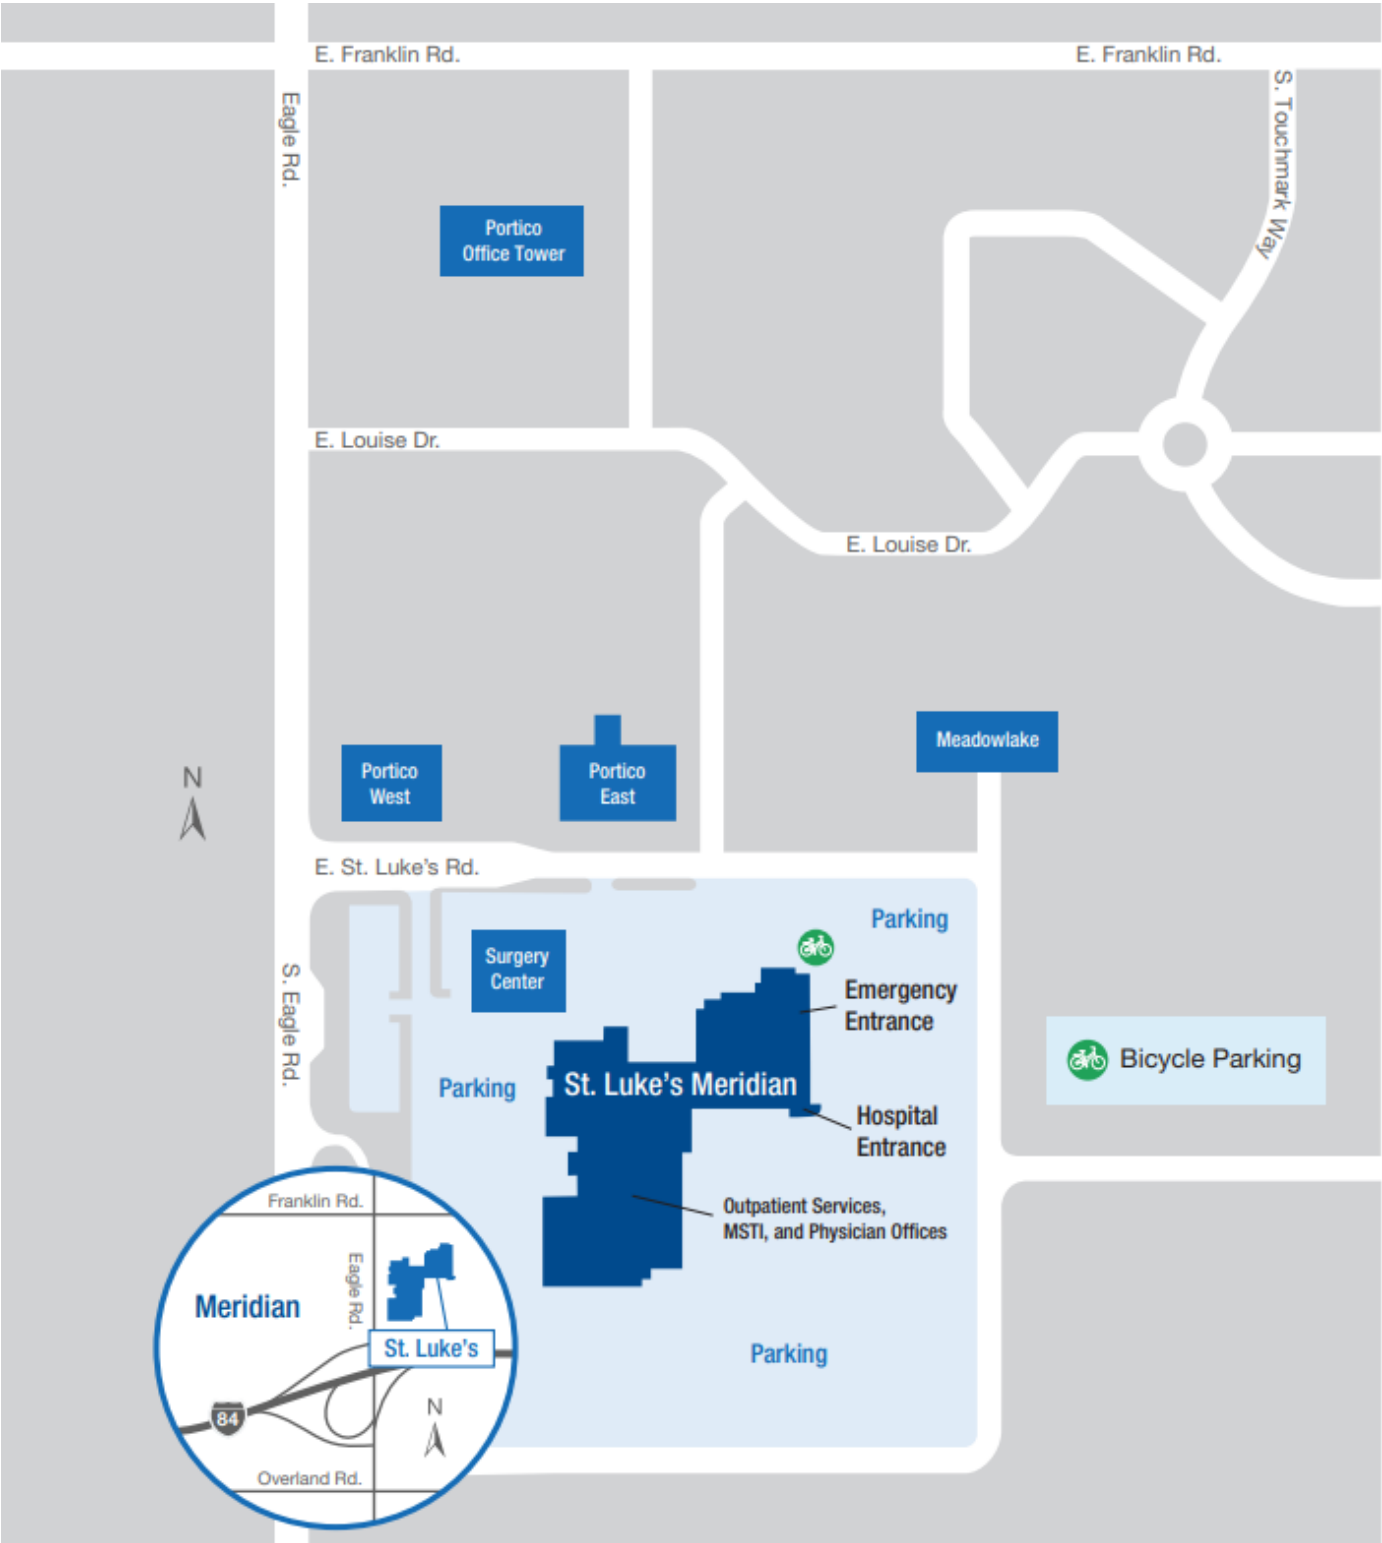 E. Franklin Rd.
E. Franklin Rd.
Eagle Rd.
S. Touchmark Way
Portico
Office Tower
E. Louise Dr.
E. Louise Dr.
Meadowlake
Portico
West
Portico
East
N
E. St. Luke's Rd.
Parking
Surgery
Center
S. Eagle Rd.
Emergency
Entrance
Bicycle Parking
Parking
St. Luke's Meridian
Hospital
Entrance
Outpatient Services,
MSTI, and Physician Offices
Parking
Franklin Rd.
Eagle Rd.
Meridian
St. Luke's
84
N
Overland Rd.